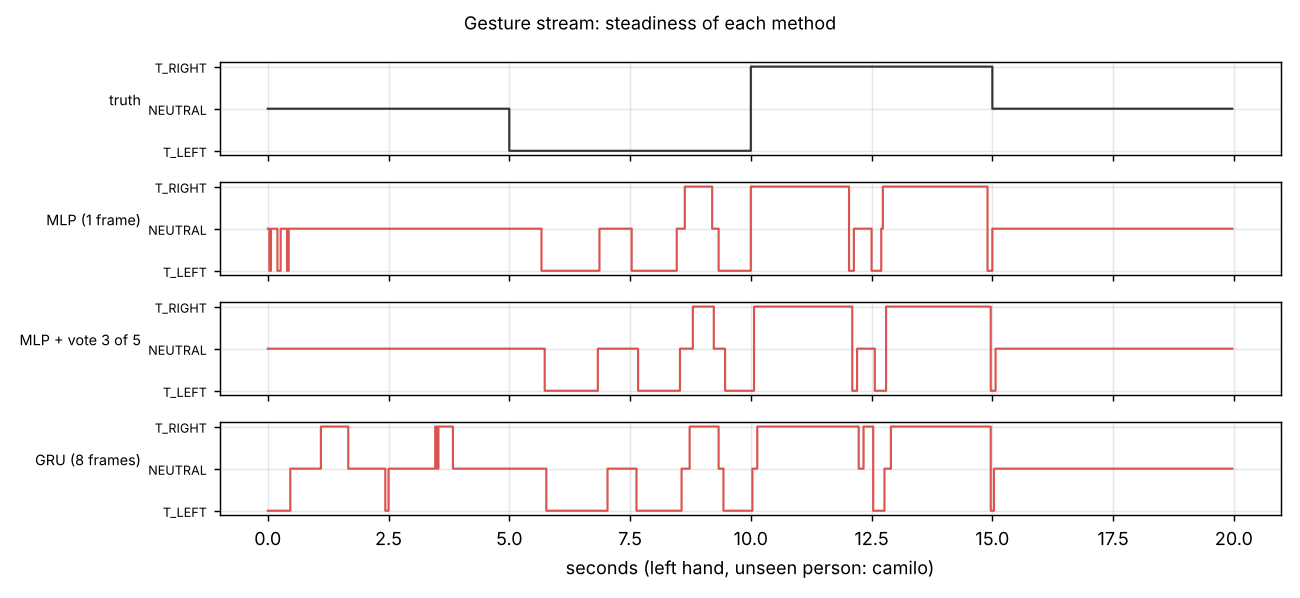 Gesture stream: steadiness of each method
truth
T_RIGHT
NEUTRAL
T_LEFT
MLP (1 frame)
T_RIGHT
NEUTRAL
T_LEFT
MLP + vote 3 of 5
T_RIGHT
NEUTRAL
T_LEFT
GRU (8 frames)
T_RIGHT
NEUTRAL
T_LEFT
0.0 2.5 5.0 7.5 10.0 12.5 15.0 17.5 20.0
seconds (left hand, unseen person: camilo)